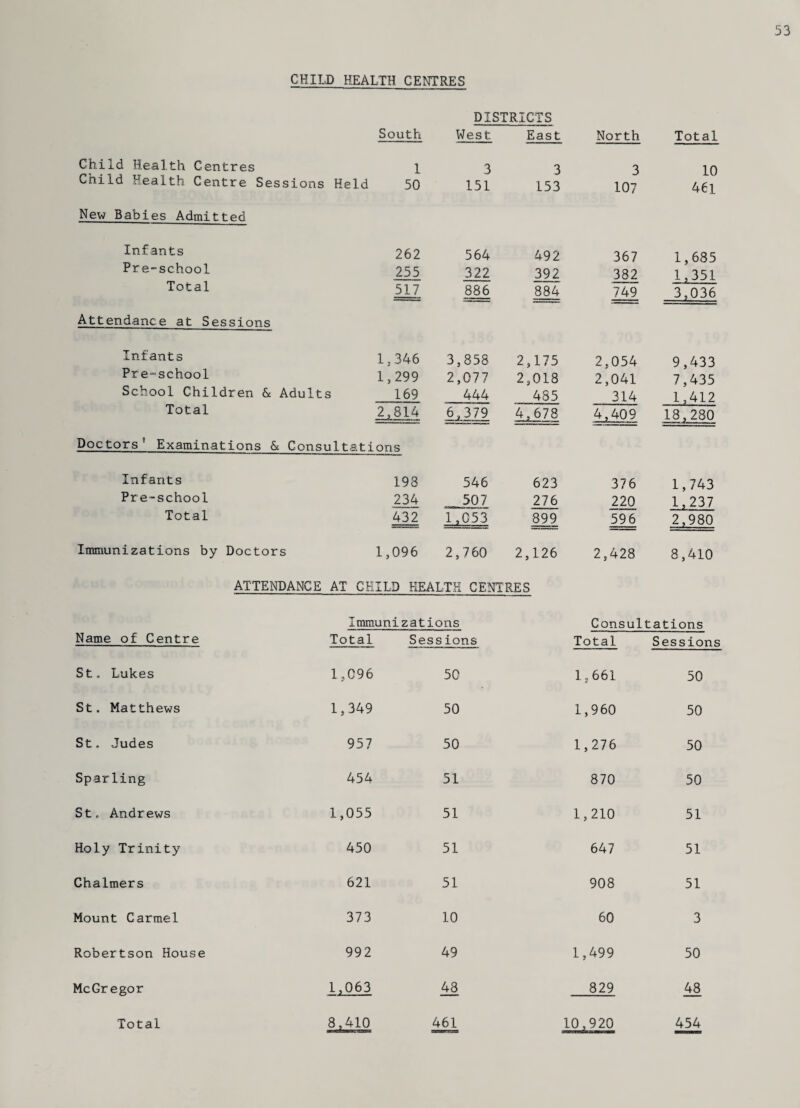 53
CHILD HEALTH CENTRES
DISTRICTS
South West East North Total
Child Health Centres 1 3 3 3 10
Child Health Centre Sessions Held 50 151 153 107 461
New Babies Admitted
Infants 262 564 492 367 1,685
Pre-school 255 322 392 382 1,351
Total 517 886 884 749 3,036
Attendance at Sessions
Infants 1,346 3,858 2,175 2,054 9,433
Pre-school 1,299 2,077 2,018 2,041 7,435
School Children & Adults 169 444 485 314 1,412
Total 2,814 6,379 4,678 4,409 18,280
Doctors' Examinations & Consultations
Infants 198 546 623 376 1,743
Pre-school 234 507 276 220 1,237
Total 432 1,053 899 596 2,980
Immunizations by Doctors 1,096 2,760 2,126 2,428 8,410
ATTENDANCE AT CHILD HEALTH CENTRES
Immunizations Consultations
Name of Centre Total Sessions Total Sessions
St. Lukes 1,096 50 1,661 50
St. Matthews 1,349 50 1,960 50
St. Judes 957 50 1,276 50
Sparling 454 51 870 50
St. Andrews 1,055 51 1,210 51
Holy Trinity 450 51 647 51
Chalmers 621 51 908 51
Mount Carmel 373 10 60 3
Robertson House 992 49 1,499 50
McGregor 1,063 48 829 48
Total 8,410 461 10,920 454